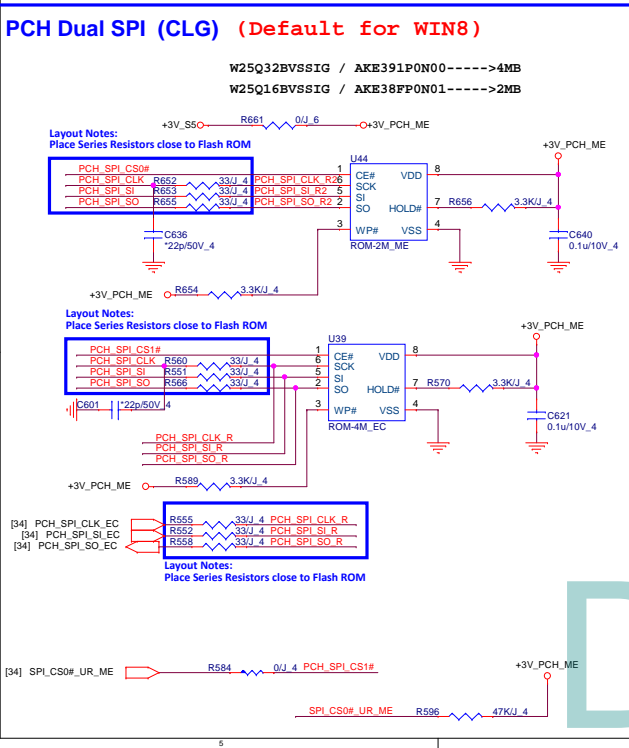 PCH Dual SPI (CLG) (Default for WIN8)
W25Q32BVSSIG / AKE391P0N00----->4MB
W25Q16BVSSIG / AKE38FP0N01----->2MB
+3V_S5 R661 0/J_6 +3V_PCH_ME
Layout Notes:
Place Series Resistors close to Flash ROM
+3V_PCH_ME
U44
PCH_SPI_CS0# 1 CE# VDD 8
PCH_SPI_CLK R652 33/J_4 PCH_SPI_CLK_R2 6 SCK
PCH_SPI_SI R653 33/J_4 PCH_SPI_SI_R2 5 SI
PCH_SPI_SO R655 33/J_4 PCH_SPI_SO_R2 2 SO HOLD# 7 R656 3.3K/J_4
3 WP# VSS 4
C636
*22p/50V_4
ROM-2M_ME
C640
0.1u/10V_4
+3V_PCH_ME R654 3.3K/J_4
Layout Notes:
Place Series Resistors close to Flash ROM
+3V_PCH_ME
U39
PCH_SPI_CS1# 1 CE# VDD 8
PCH_SPI_CLK R560 33/J_4 6 SCK
PCH_SPI_SI R551 33/J_4 5 SI
PCH_SPI_SO R566 33/J_4 2 SO HOLD# 7 R570 3.3K/J_4
C601 *22p/50V_4 3 WP# VSS 4
ROM-4M_EC
C621
0.1u/10V_4
PCH_SPI_CLK_R
PCH_SPI_SI_R
PCH_SPI_SO_R
+3V_PCH_ME R589 3.3K/J_4
[34] PCH_SPI_CLK_EC R555 33/J_4 PCH_SPI_CLK_R
[34] PCH_SPI_SI_EC R552 33/J_4 PCH_SPI_SI_R
[34] PCH_SPI_SO_EC R558 33/J_4 PCH_SPI_SO_R
Layout Notes:
Place Series Resistors close to Flash ROM
[34] SPI_CS0#_UR_ME R584 0/J_4 PCH_SPI_CS1#
+3V_PCH_ME
SPI_CS0#_UR_ME R596 47K/J_4
5